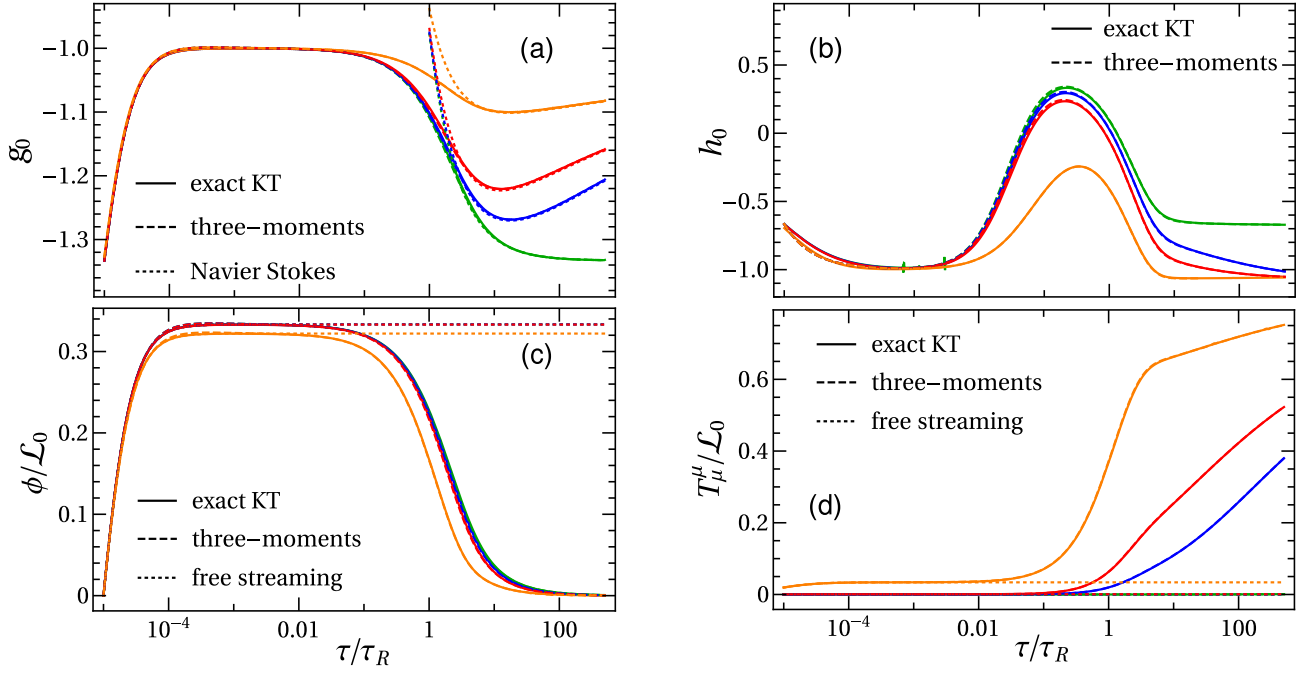 (a)
g₀
−1.0
−1.1
−1.2
−1.3
exact KT
three−moments
Navier Stokes
(b)
h₀
0.5
0
−0.5
−1.0
exact KT
three−moments
(c)
ϕ/ℒ₀
0.3
0.2
0.1
0
exact KT
three−moments
free streaming
10⁻⁴
0.01
1
100
τ/τ_R
(d)
T^μ_μ/ℒ₀
0.6
0.4
0.2
0
exact KT
three−moments
free streaming
10⁻⁴
0.01
1
100
τ/τ_R